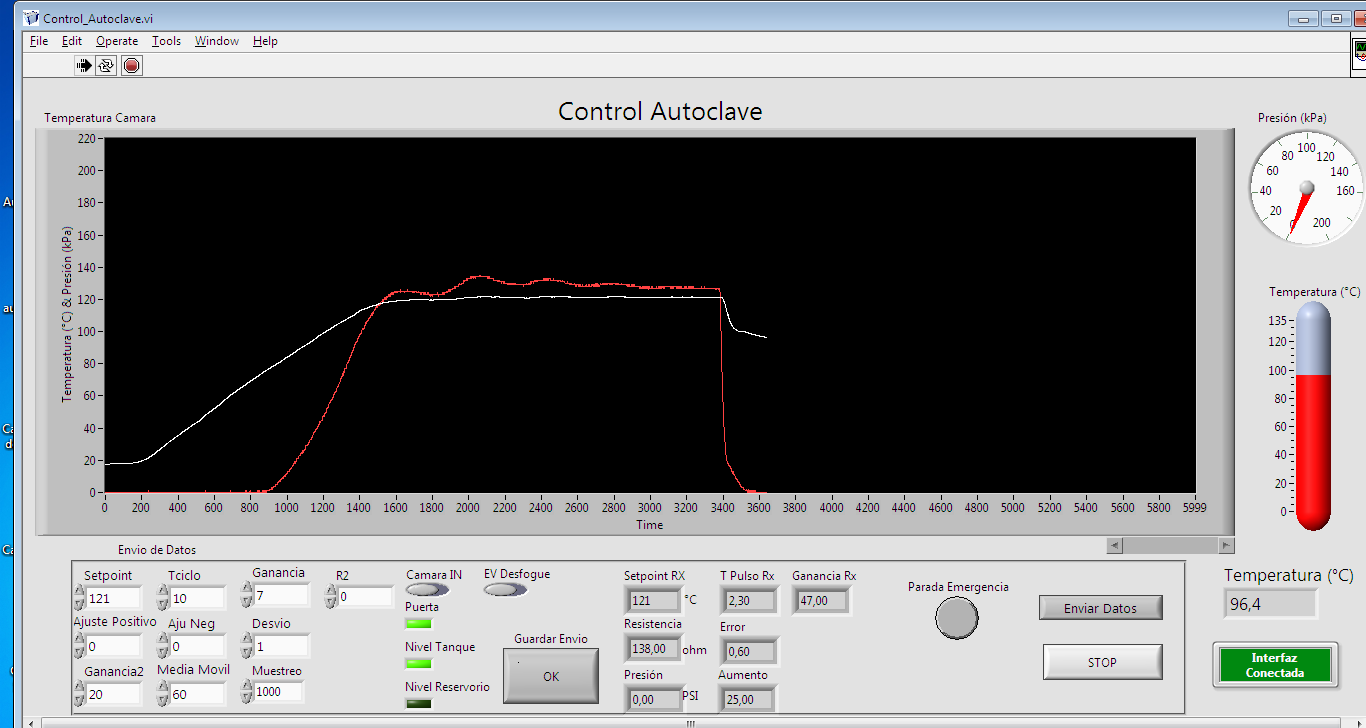 Control_Autoclave.vi
File Edit Operate Tools Window Help
Control Autoclave
Temperatura Camara
Temperatura (°C) & Presión (kPa)
220
200
180
160
140
120
100
80
60
40
20
0
0 200 400 600 800 1000 1200 1400 1600 1800 2000 2200 2400 2600 2800 3000 3200 3400 3600 3800 4000 4200 4400 4600 4800 5000 5200 5400 5600 5800 5999
Time
Presión (kPa)
0 20 40 60 80 100 120 140 160 200
Temperatura (°C)
135
120
100
80
60
40
20
0
Envio de Datos
Setpoint Tciclo Ganancia R2 Camara IN EV Desfogue
121 10 7 0
Ajuste Positivo Aju Neg Desvio Puerta
0 0 1
Ganancia2 Media Movil Muestreo Nivel Tanque
20 60 1000
Nivel Reservorio
Guardar Envio
OK
Setpoint RX T Pulso Rx Ganancia Rx
121 °C 2,30 47,00
Resistencia Error
138,00 ohm 0,60
Presión Aumento
0,00 PSI 25,00
Parada Emergencia
Enviar Datos
STOP
Temperatura (°C)
96,4
Interfaz
Conectada